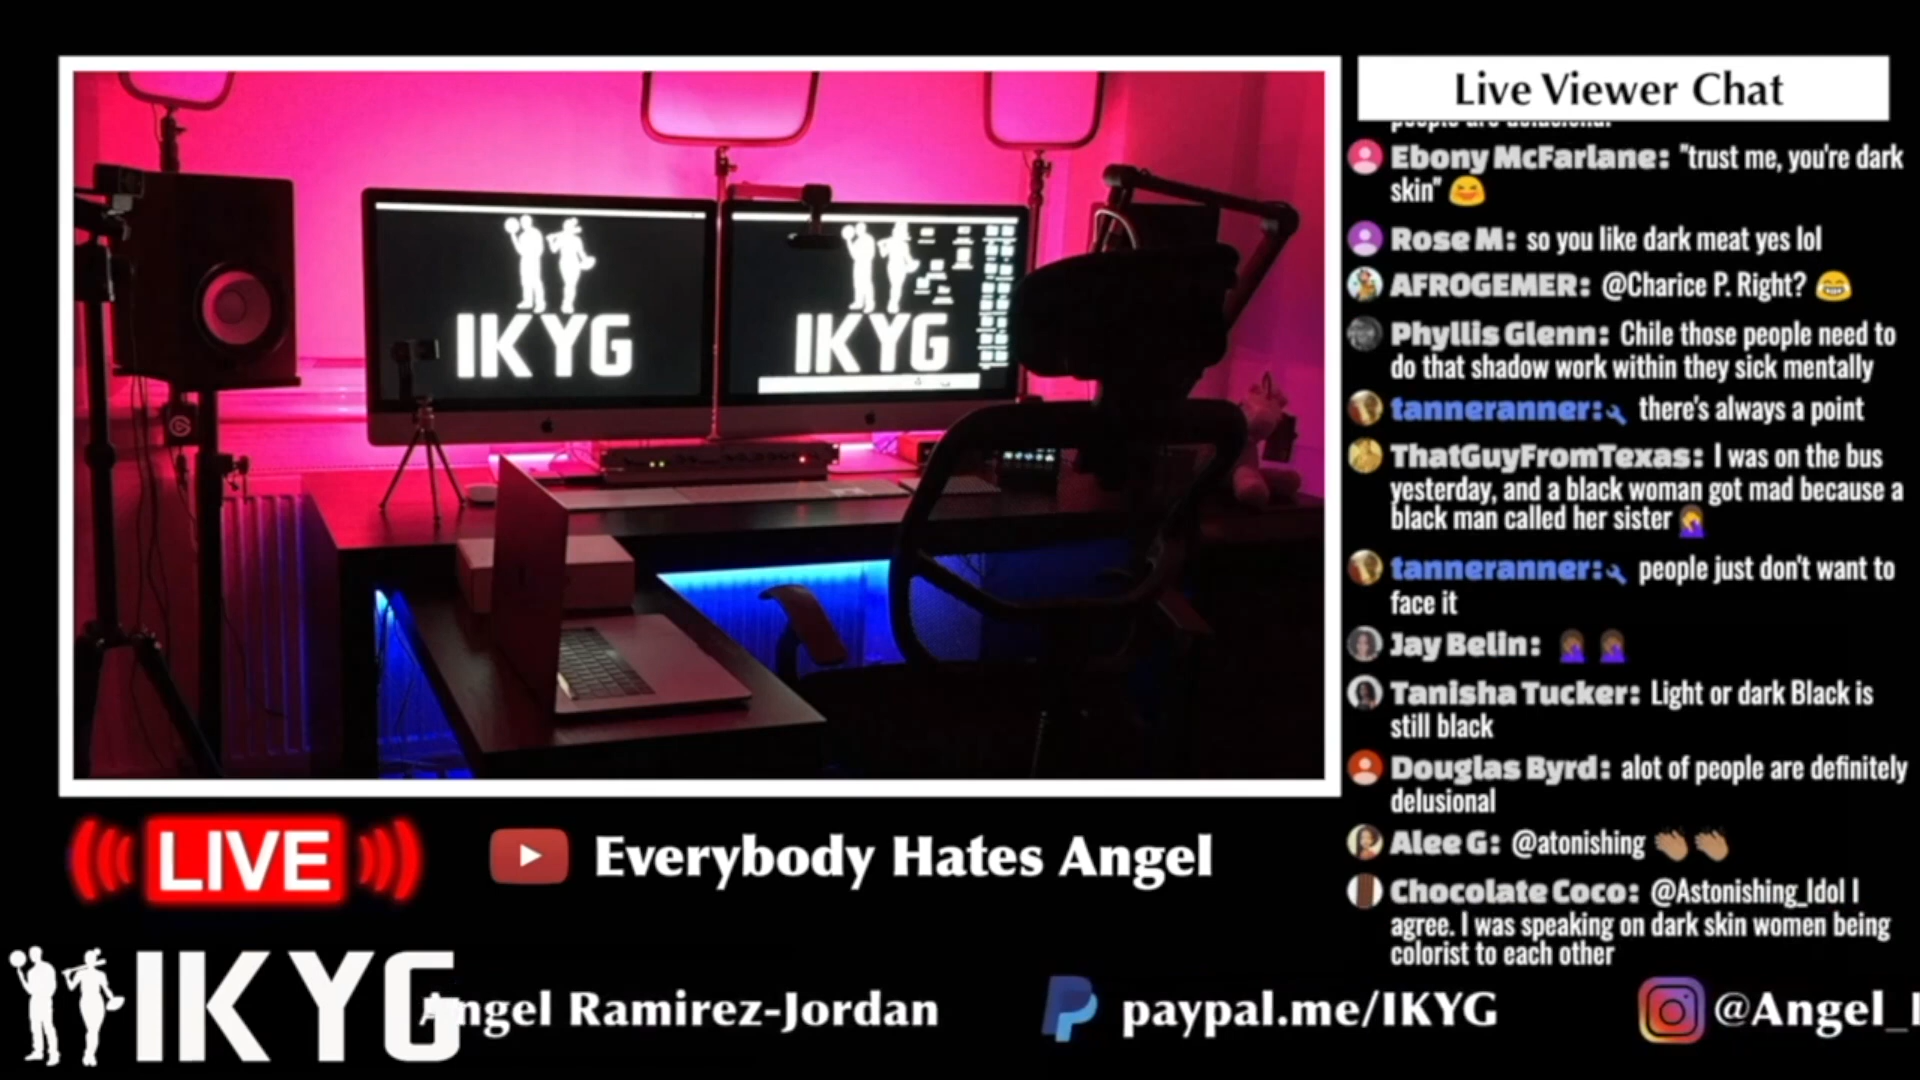 Live Viewer Chat
people are delusional.
Ebony McFarlane: "trust me, you're dark
skin" 😆
Rose M: so you like dark meat yes lol
AFROGEMER: @Charice P. Right? 😂
Phyllis Glenn: Chile those people need to
do that shadow work within they sick mentally
tanneranner: there's always a point
ThatGuyFromTexas: I was on the bus
yesterday, and a black woman got mad because a
black man called her sister
tanneranner: people just don't want to
face it
Jay Belin:
Tanisha Tucker: Light or dark Black is
still black
Douglas Byrd: alot of people are definitely
delusional
Alee G: @atonishing 👏🏽👏🏽
Chocolate Coco: @Astonishing_Idol I
agree. I was speaking on dark skin women being
colorist to each other
IKYG
IKYG
LIVE
Everybody Hates Angel
IKYG
Angel Ramirez-Jordan
paypal.me/IKYG
@Angel_